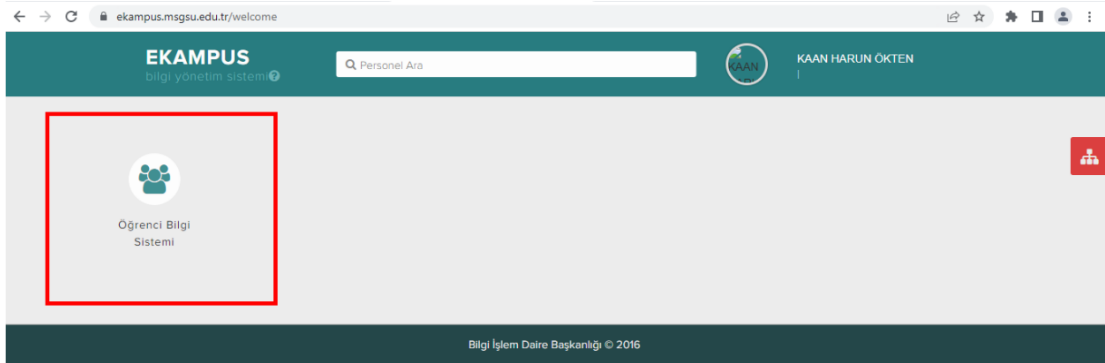 ekampus.msgsu.edu.tr/welcome
EKAMPUS
bilgi yönetim sistemi
Personel Ara
KAAN
KAAN HARUN ÖKTEN
Öğrenci Bilgi
Sistemi
Bilgi İşlem Daire Başkanlığı © 2016